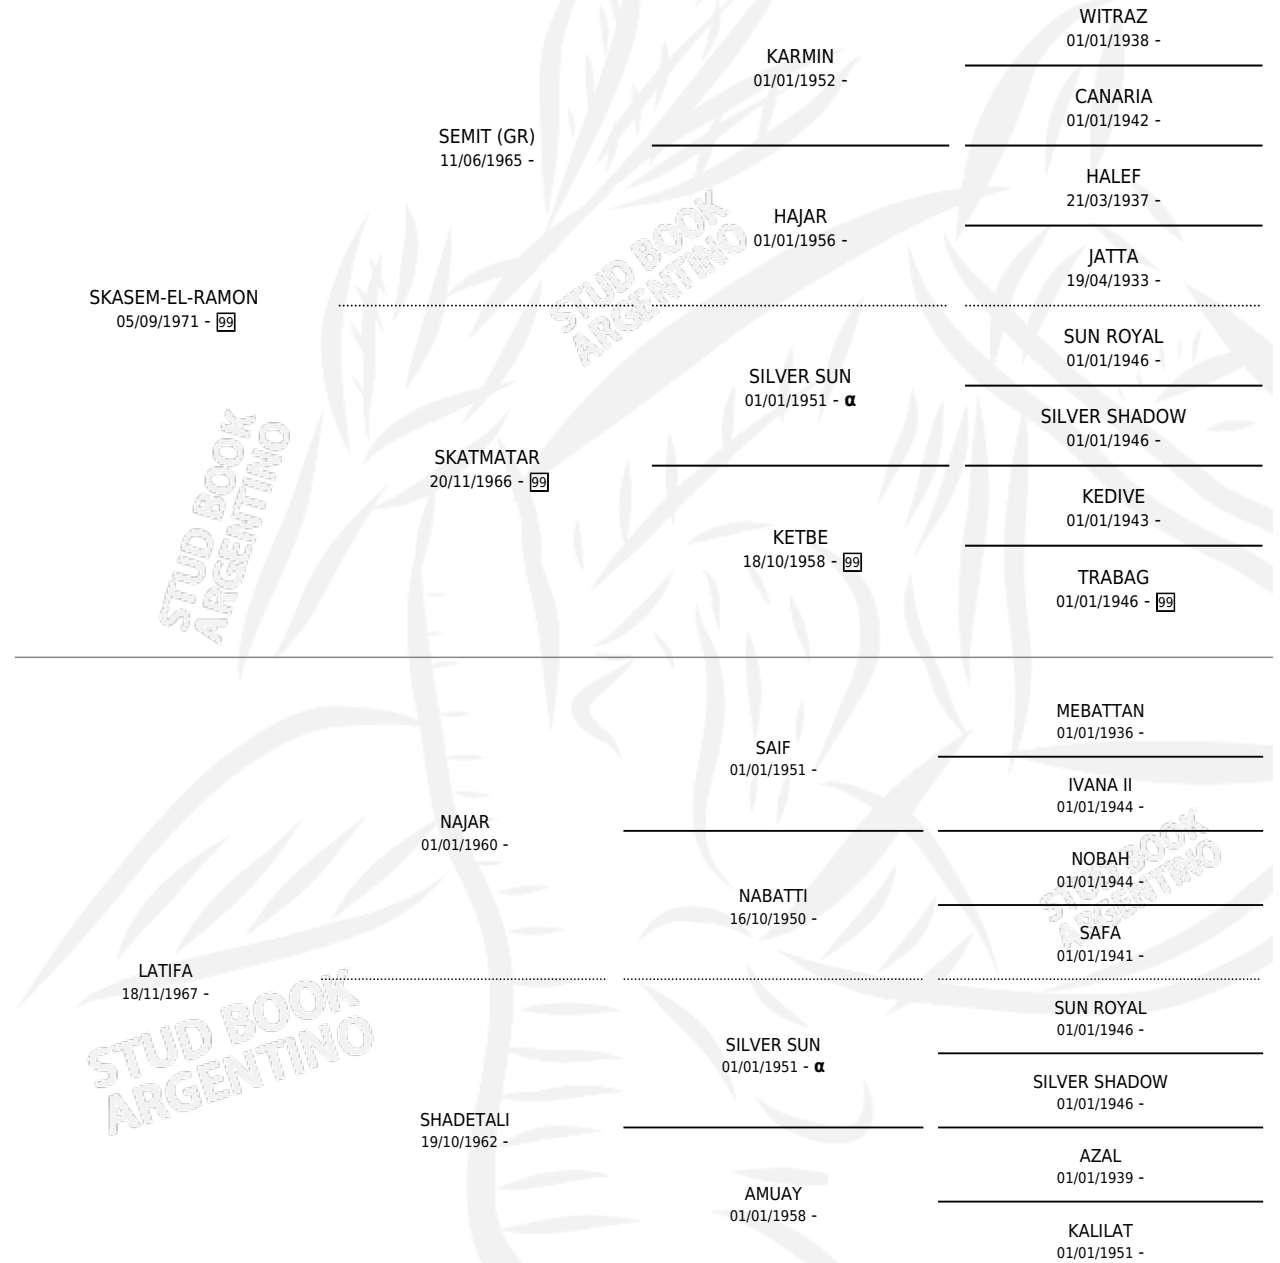 WITRAZ
01/01/1938 -
KARMIN
01/01/1952 -
CANARIA
01/01/1942 -
SEMIT (GR)
11/06/1965 -
HALEF
21/03/1937 -
HAJAR
01/01/1956 -
JATTA
19/04/1933 -
SKASEM-EL-RAMON
05/09/1971 - 99
SUN ROYAL
01/01/1946 -
SILVER SUN
01/01/1951 - α
SILVER SHADOW
01/01/1946 -
SKATMATAR
20/11/1966 - 99
KEDIVE
01/01/1943 -
KETBE
18/10/1958 - 99
TRABAG
01/01/1946 - 99
MEBATTAN
01/01/1936 -
SAIF
01/01/1951 -
IVANA II
01/01/1944 -
NAJAR
01/01/1960 -
NOBAH
01/01/1944 -
NABATTI
16/10/1950 -
SAFA
01/01/1941 -
LATIFA
18/11/1967 -
SUN ROYAL
01/01/1946 -
SILVER SUN
01/01/1951 - α
SILVER SHADOW
01/01/1946 -
SHADETALI
19/10/1962 -
AZAL
01/01/1939 -
AMUAY
01/01/1958 -
KALILAT
01/01/1951 -
STUD BOOK
ARGENTINO
STUD BOOK
ARGENTINO
STUD BOOK
ARGENTINO
STUD BOOK
ARGENTINO